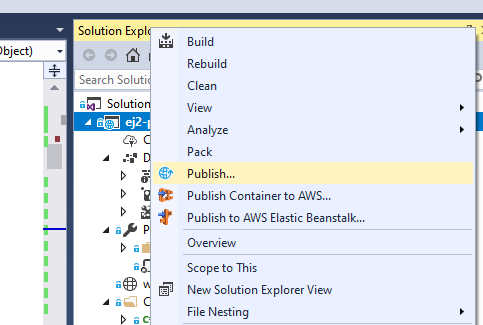 Solution Explo
Object)
Search Solution
Solution
ej2-p
Build
Rebuild
Clean
View
Analyze
Pack
Publish...
Publish Container to AWS...
Publish to AWS Elastic Beanstalk...
Overview
Scope to This
New Solution Explorer View
File Nesting